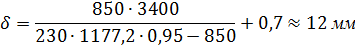 δ = 850·3400 / (230·1177,2·0,95−850) + 0,7 ≈ 12 мм